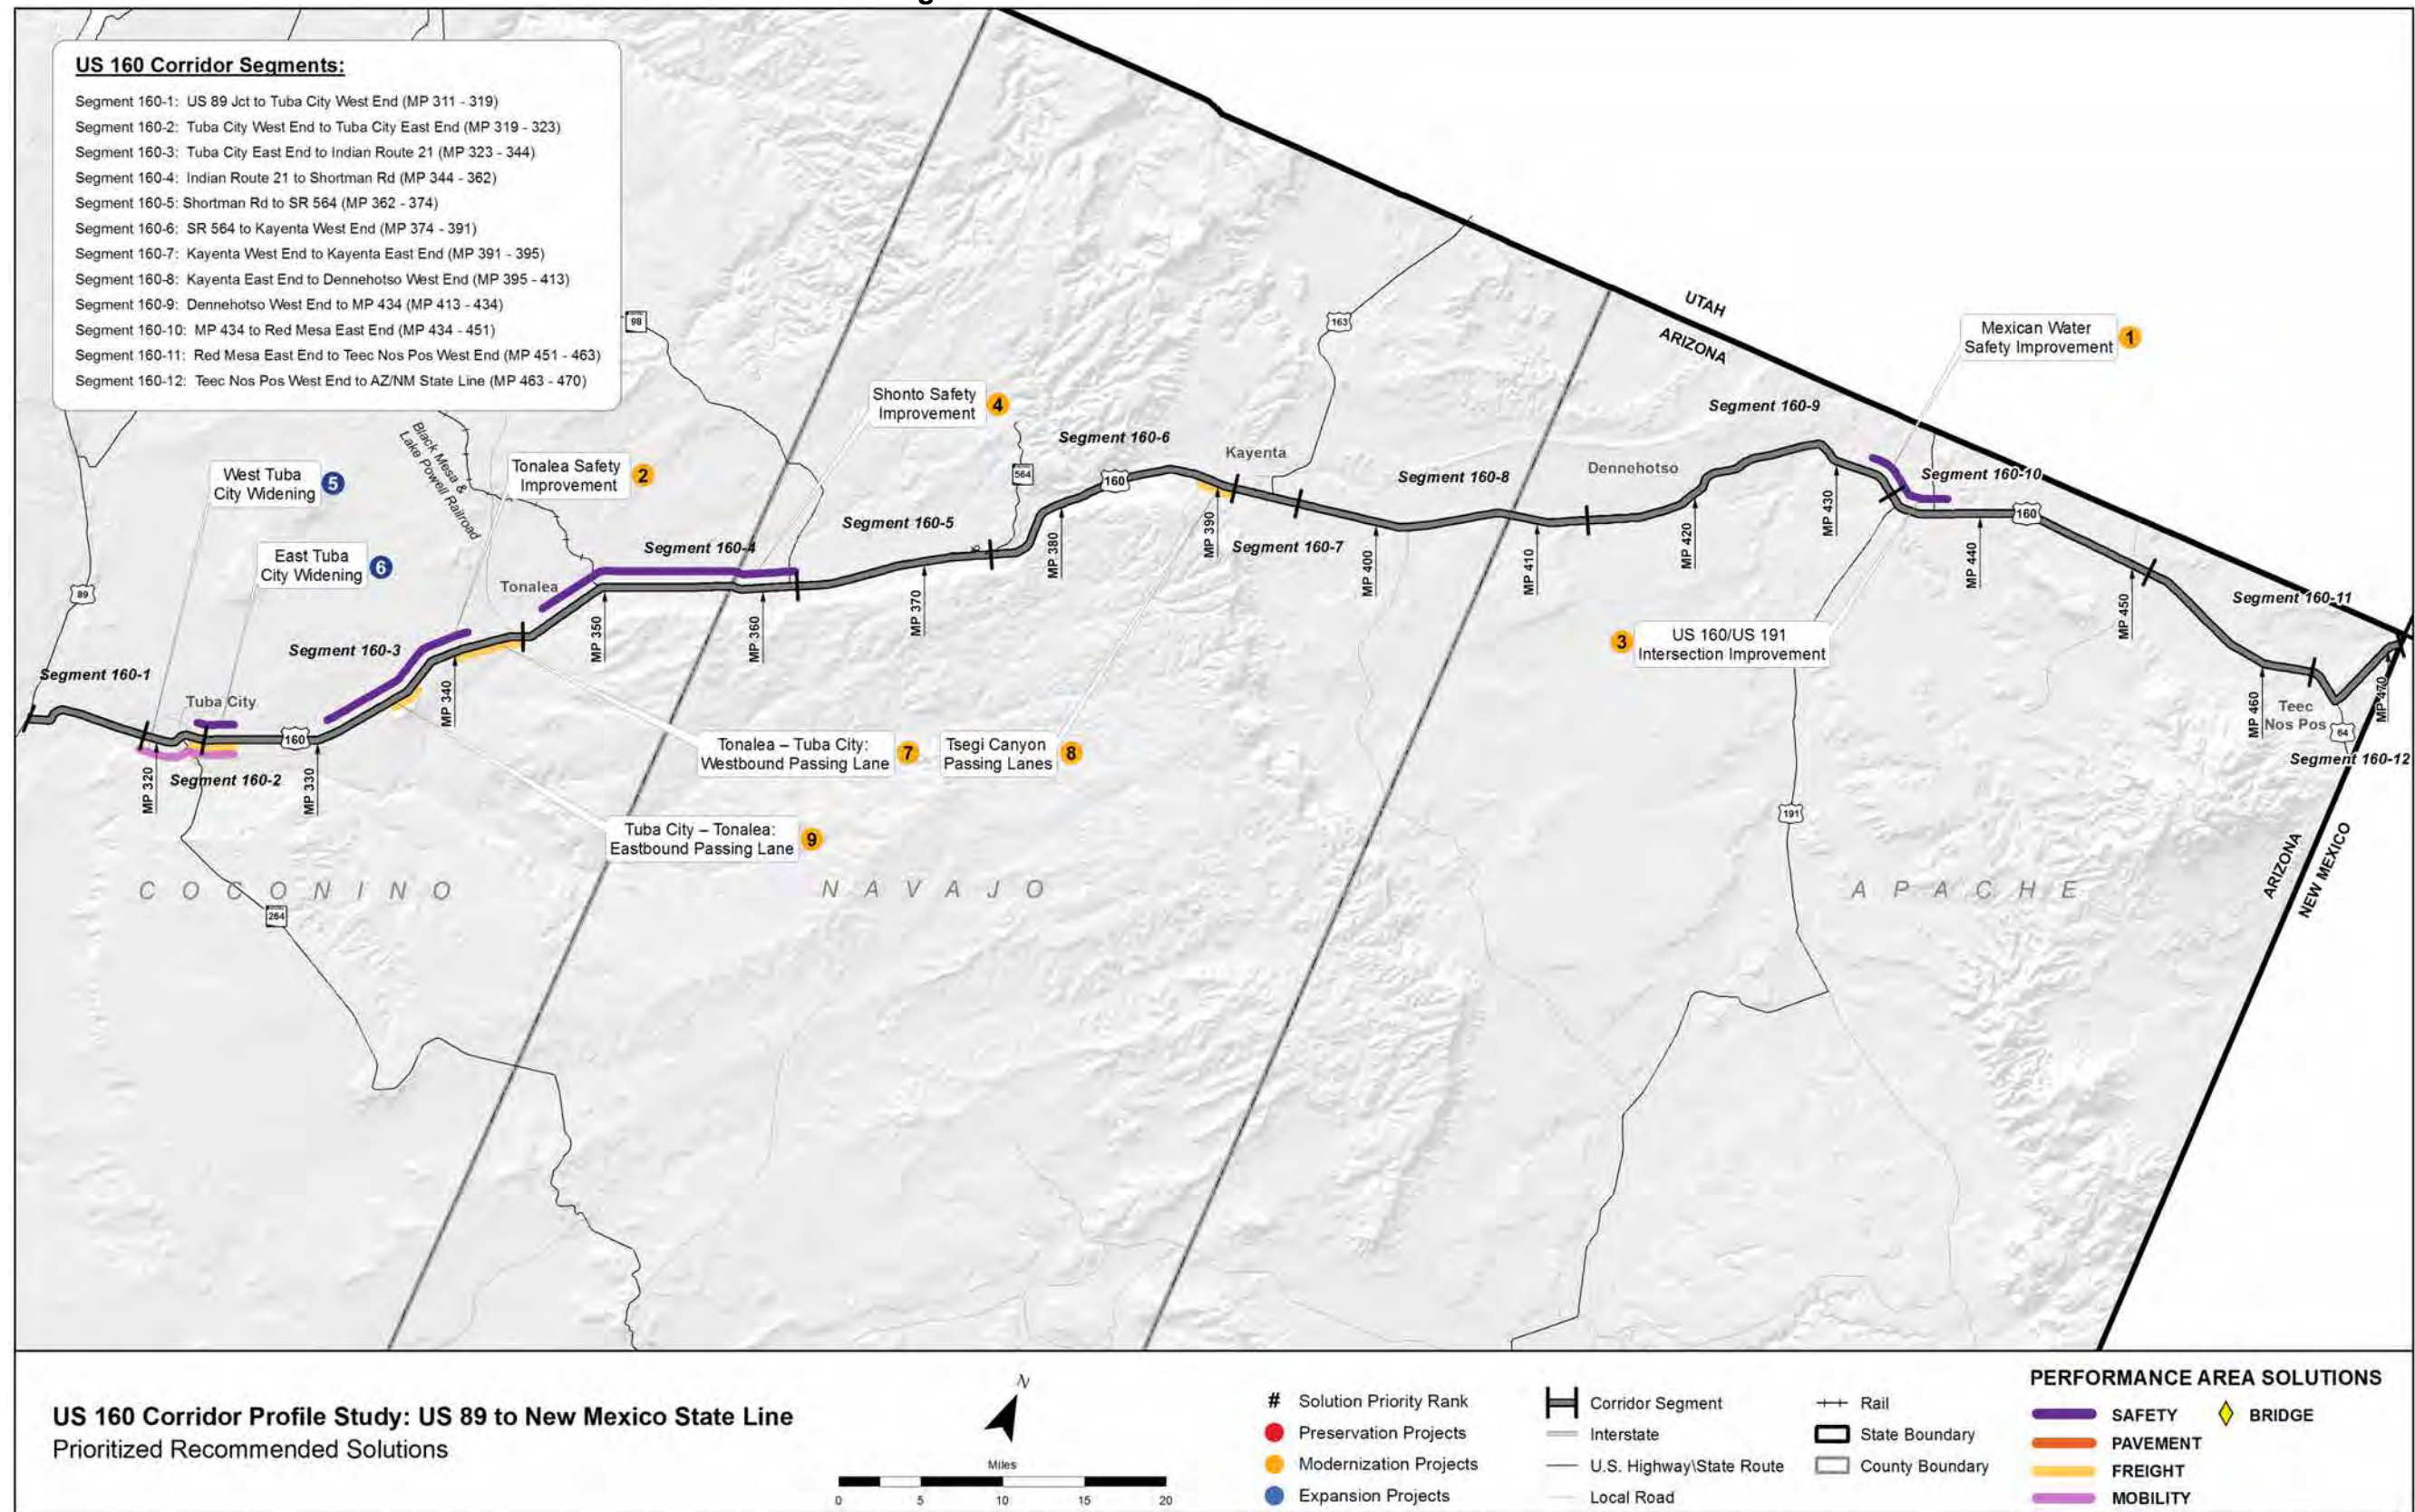 US 160 Corridor Segments:
Segment 160-1: US 89 Jct to Tuba City West End (MP 311 - 319)
Segment 160-2: Tuba City West End to Tuba City East End (MP 319 - 323)
Segment 160-3: Tuba City East End to Indian Route 21 (MP 323 - 344)
Segment 160-4: Indian Route 21 to Shortman Rd (MP 344 - 362)
Segment 160-5: Shortman Rd to SR 564 (MP 362 - 374)
Segment 160-6: SR 564 to Kayenta West End (MP 374 - 391)
Segment 160-7: Kayenta West End to Kayenta East End (MP 391 - 395)
Segment 160-8: Kayenta East End to Dennehotso West End (MP 395 - 413)
Segment 160-9: Dennehotso West End to MP 434 (MP 413 - 434)
Segment 160-10: MP 434 to Red Mesa East End (MP 434 - 451)
Segment 160-11: Red Mesa East End to Teec Nos Pos West End (MP 451 - 463)
Segment 160-12: Teec Nos Pos West End to AZ/NM State Line (MP 463 - 470)
98
163
UTAH
ARIZONA
Mexican Water
Safety Improvement
1
Shonto Safety
Improvement
4
Segment 160-9
Segment 160-6
Kayenta
Black Mesa &
Lake Powell Railroad
West Tuba
City Widening
5
Tonalea Safety
Improvement
2
564
160
Segment 160-8
Dennehotso
Segment 160-10
Segment 160-5
MP 380
MP 390
MP 430
160
East Tuba
City Widening
6
Segment 160-4
Segment 160-7
MP 400
MP 410
MP 420
MP 440
89
Tonalea
MP 350
MP 360
MP 370
MP 450
Segment 160-11
Segment 160-3
3
US 160/US 191
Intersection Improvement
Segment 160-1
Tuba City
MP 340
MP 460
Teec
Nos Pos
MP 470
160
64
Tonalea – Tuba City:
Westbound Passing Lane
7
Tsegi Canyon
Passing Lanes
8
Segment 160-2
MP 320
MP 330
Segment 160-12
191
Tuba City – Tonalea:
Eastbound Passing Lane
9
ARIZONA
NEW MEXICO
COCONINO
NAVAJO
APACHE
264
US 160 Corridor Profile Study: US 89 to New Mexico State Line
Prioritized Recommended Solutions
N
Miles
0 5 10 15 20
# Solution Priority Rank
Preservation Projects
Modernization Projects
Expansion Projects
Corridor Segment
Interstate
U.S. Highway\State Route
Local Road
Rail
State Boundary
County Boundary
PERFORMANCE AREA SOLUTIONS
SAFETY
BRIDGE
PAVEMENT
FREIGHT
MOBILITY